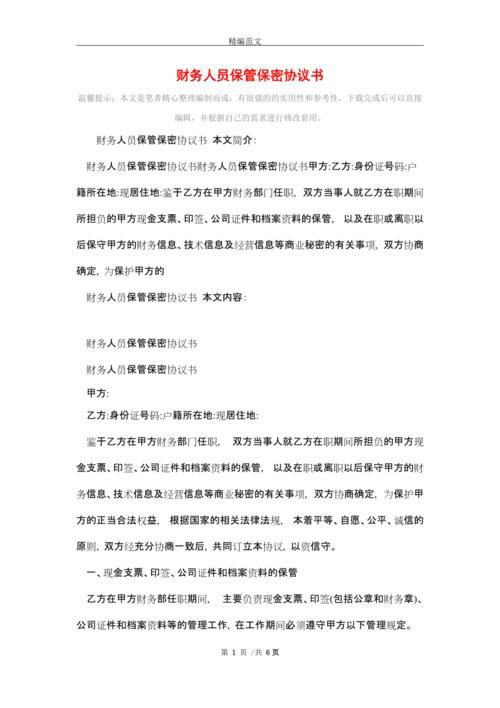 精编范文
财务人员保管保密协议书
温馨提示：本文是笔者精心整理编制而成，有很强的的实用性和参考性，下载完成后可以直接
编辑，并根据自己的需求进行修改套用。
财务人员保管保密协议书 本文简介：
财务人员保管保密协议书财务人员保管保密协议书甲方:乙方:身份证号码:户
籍所在地:现居住地:鉴于乙方在甲方财务部门任职，双方当事人就乙方在职期间
所担负的甲方现金支票、印签、公司证件和档案资料的保管，以及在职或离职以
后保守甲方的财务信息、技术信息及经营信息等商业秘密的有关事项，双方协商
确定，为保护甲方的
财务人员保管保密协议书 本文内容：
财务人员保管保密协议书
财务人员保管保密协议书
甲方:
乙方:身份证号码:户籍所在地:现居住地:
鉴于乙方在甲方财务部门任职， 双方当事人就乙方在职期间所担负的甲方现
金支票、印签、公司证件和档案资料的保管， 以及在职或离职以后保守甲方的财
务信息、技术信息及经营信息等商业秘密的有关事项，双方协商确定，为保护甲
方的正当合法权益， 根据国家的相关法律法规， 本着平等、自愿、公平、诚信的
原则，双方经充分协商一致后，共同订立本协议，以资信守。
一、现金支票、印签、公司证件和档案资料的保管
乙方在甲方财务部任职期间， 主要负责现金支票、印签(包括公章和财务章)、
公司证件和档案资料等的管理工作，在工作期间必须遵守甲方以下管理规定。
第 1 页 /共 6 页